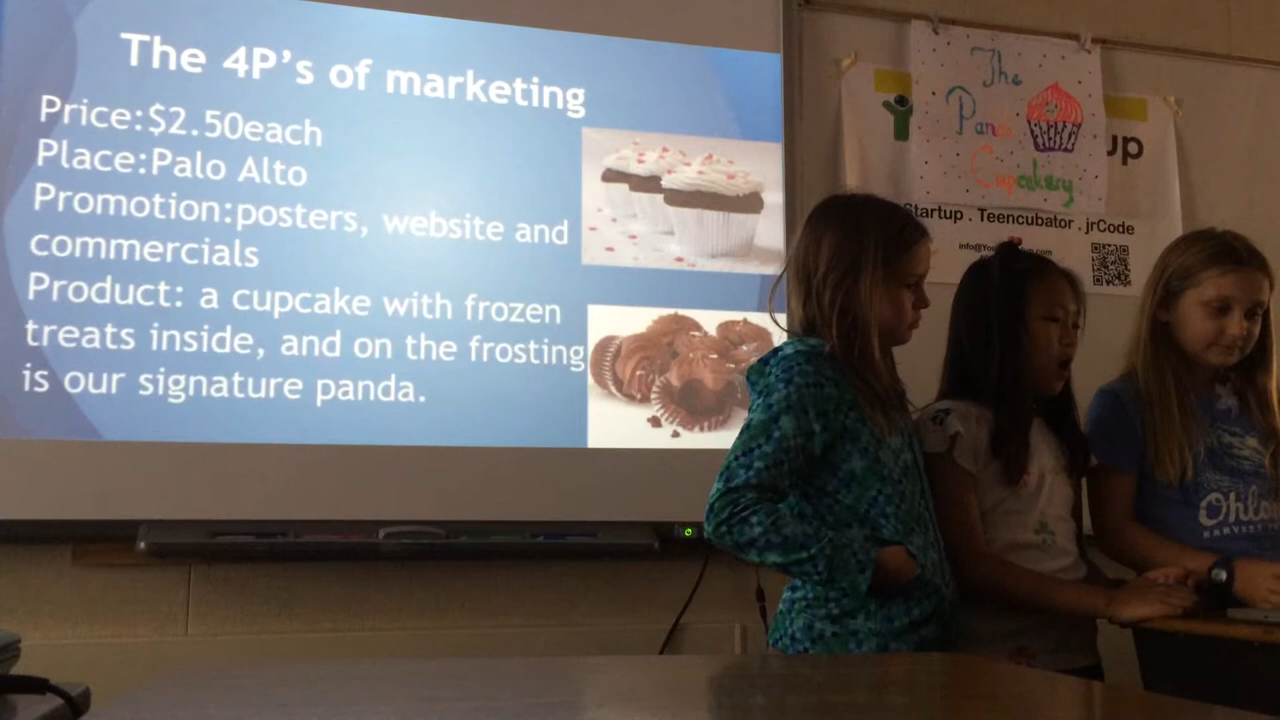 The 4P's of marketing
Price:$2.50each
Place:Palo Alto
Promotion:posters, website and
commercials
Product: a cupcake with frozen
treats inside, and on the frosting
is our signature panda.
The
Panda
Cupcakery
up
Startup . Teencubator . jrCode
HARVEST